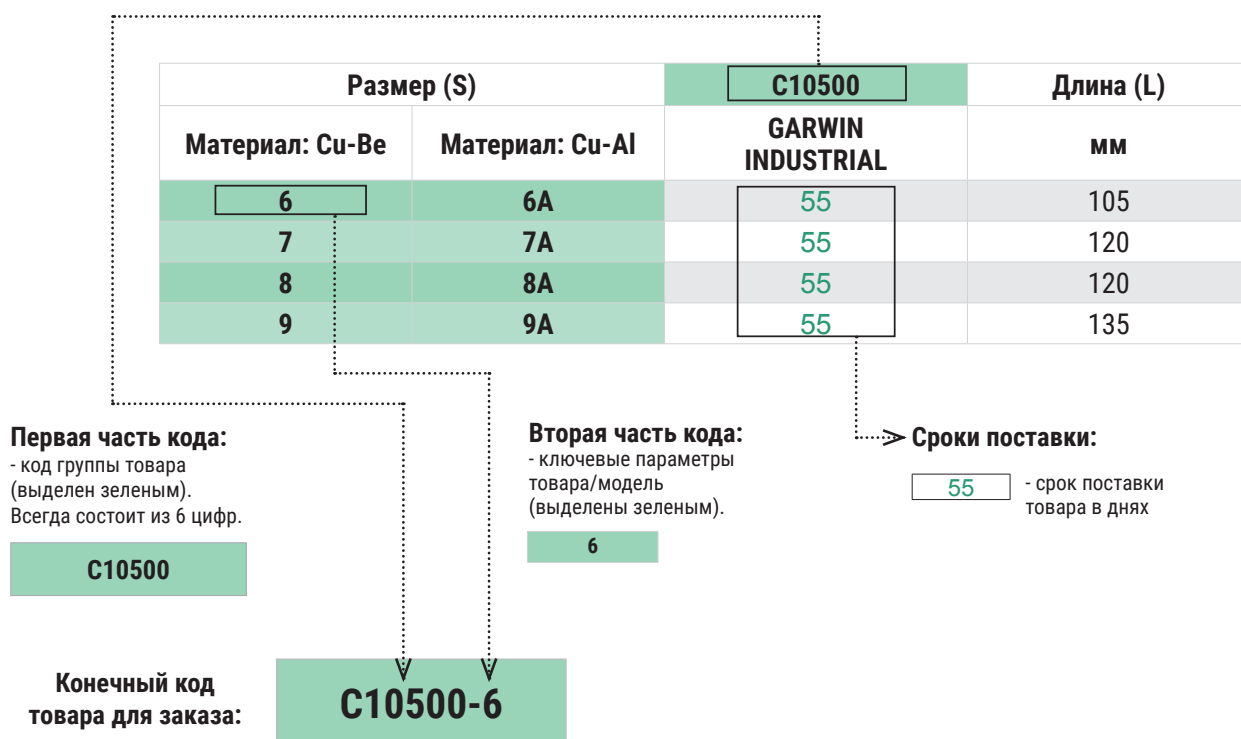 Размер (S) C10500 Длина (L)
Материал: Cu-Be Материал: Cu-Al GARWIN INDUSTRIAL мм
6 6A 55 105
7 7A 55 120
8 8A 55 120
9 9A 55 135
Первая часть кода:
- код группы товара
(выделен зеленым).
Всегда состоит из 6 цифр.
C10500
Вторая часть кода:
- ключевые параметры
товара/модель
(выделены зеленым).
6
Сроки поставки:
55 - срок поставки
товара в днях
Конечный код
товара для заказа:
C10500-6